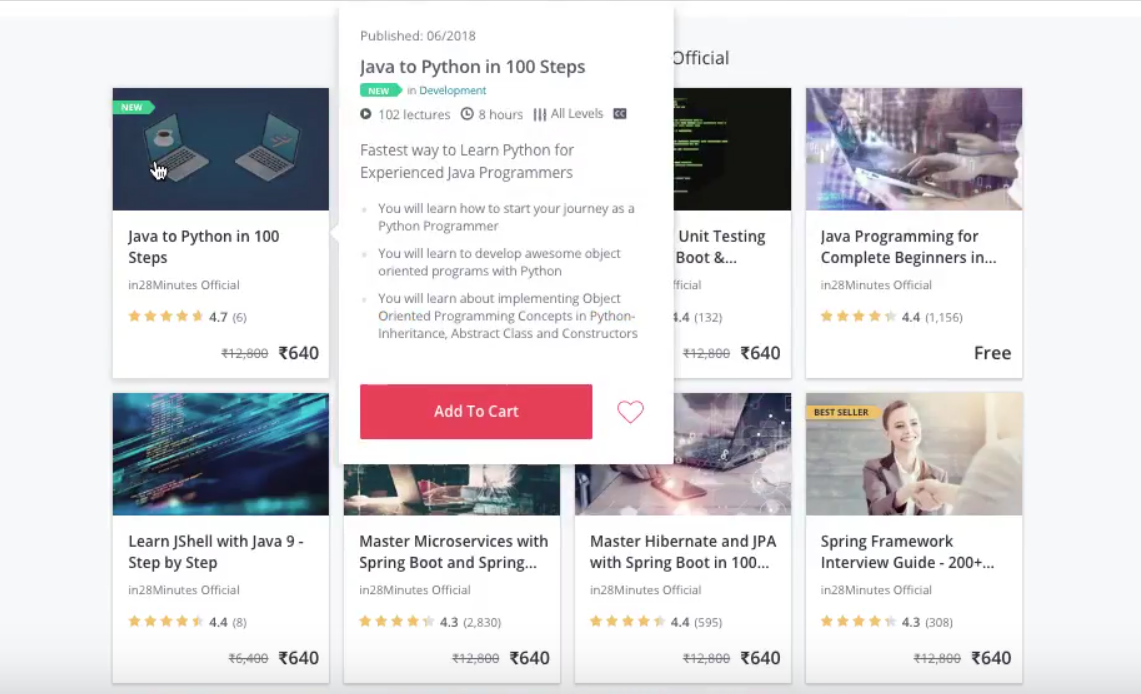 Published: 06/2018
Official
Java to Python in 100 Steps
NEW in Development
102 lectures 8 hours All Levels CC
Fastest way to Learn Python for
Experienced Java Programmers
You will learn how to start your journey as a
Python Programmer
You will learn to develop awesome object
oriented programs with Python
You will learn about implementing Object
Oriented Programming Concepts in Python-
Inheritance, Abstract Class and Constructors
Add To Cart
NEW
Java to Python in 100
Steps
in28Minutes Official
4.7 (6)
₹12,800 ₹640
Unit Testing
Boot &...
4.4 (132)
₹12,800 ₹640
Java Programming for
Complete Beginners in...
in28Minutes Official
4.4 (1,156)
Free
Learn JShell with Java 9 -
Step by Step
in28Minutes Official
4.4 (8)
₹6,400 ₹640
Master Microservices with
Spring Boot and Spring...
in28Minutes Official
4.3 (2,830)
₹12,800 ₹640
Master Hibernate and JPA
with Spring Boot in 100...
in28Minutes Official
4.4 (595)
₹12,800 ₹640
BEST SELLER
Spring Framework
Interview Guide - 200+...
in28Minutes Official
4.3 (308)
₹12,800 ₹640